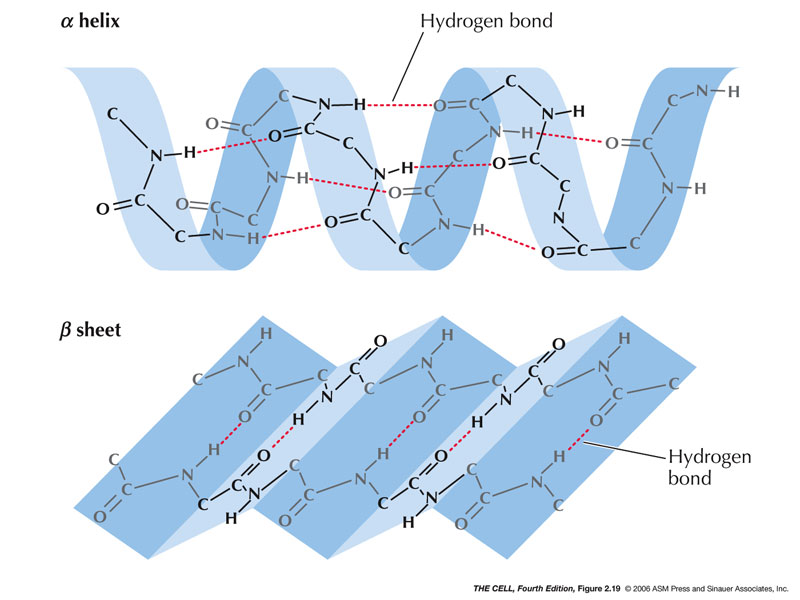 α helix
Hydrogen bond
C
N H
C
N H
O C
C
C
N H
O C
O C
N H
C
N H
O C
C
O C
N H
N H
C
O C
N H
C
N H
O C
O C
C
N
O C
C
N H
O C
C
N H
O C
C
β sheet
H
O
H
O
H
N
C
N
C
N
C
C
C
C
C
C
C
C
C
N
N
O
H
O
H
O
H
O
H
O
H
Hydrogen
bond
C
N
C
C
N
C
C
N
C
C
N
C
C
N
C
C
O
H
O
H
O
THE CELL, Fourth Edition, Figure 2.19 © 2006 ASM Press and Sinauer Associates, Inc.